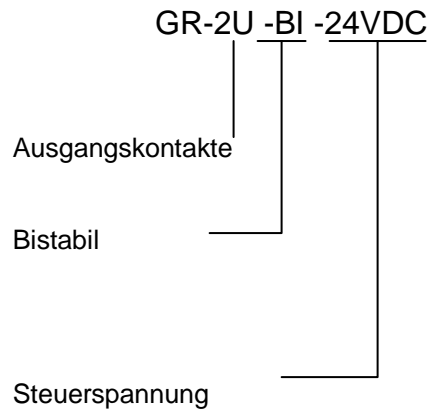 GR-2U -BI -24VDC
Ausgangskontakte
Bistabil
Steuerspannung